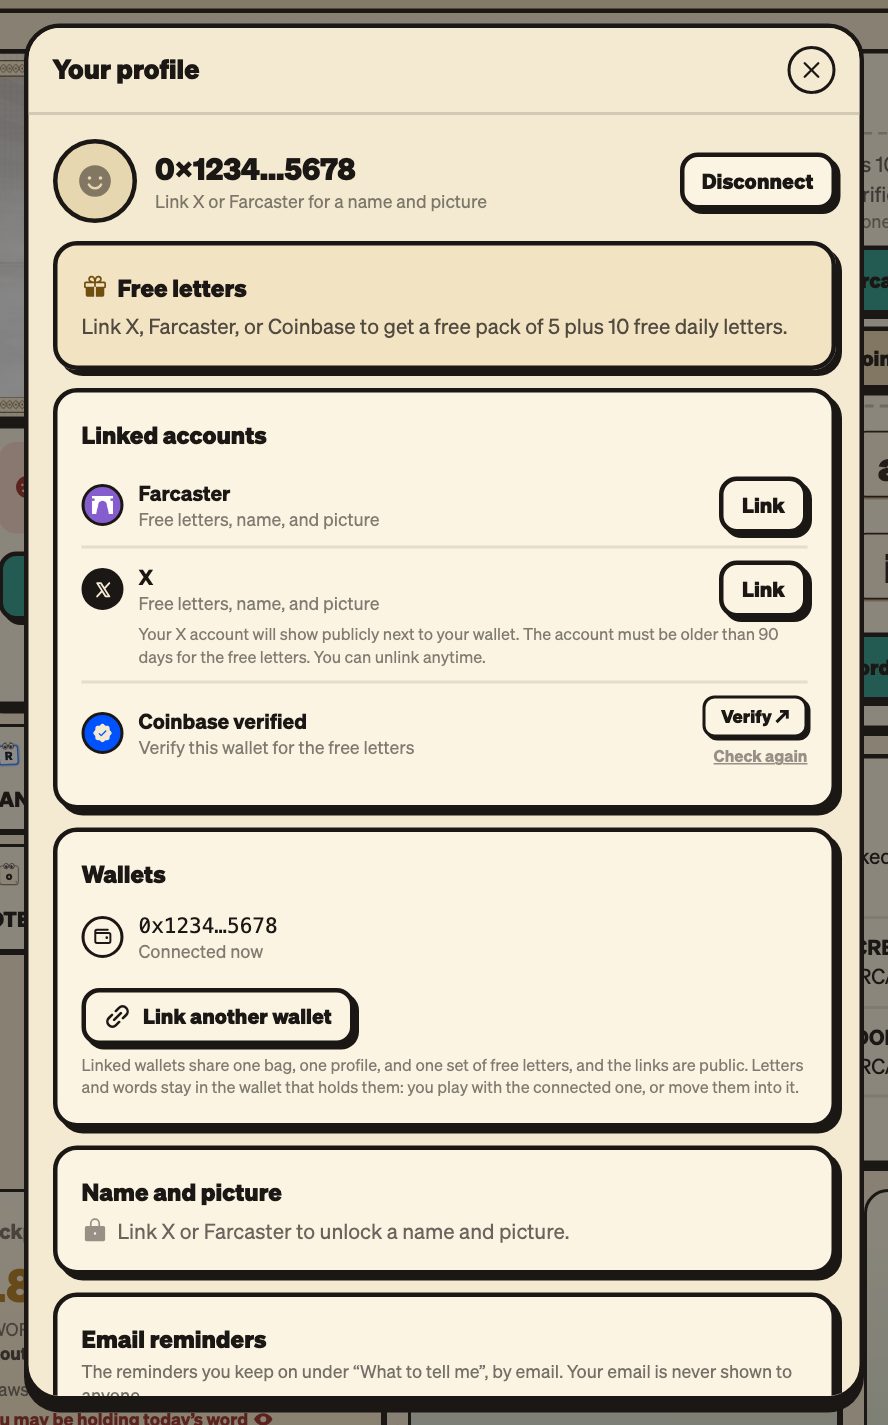 Your profile
0×1234...5678
Link X or Farcaster for a name and picture
Disconnect
Free letters
Link X, Farcaster, or Coinbase to get a free pack of 5 plus 10 free daily letters.
Linked accounts
Farcaster
Free letters, name, and picture
Link
X
Free letters, name, and picture
Link
Your X account will show publicly next to your wallet. The account must be older than 90
days for the free letters. You can unlink anytime.
Coinbase verified
Verify this wallet for the free letters
Verify ↗
Check again
Wallets
0x1234…5678
Connected now
Link another wallet
Linked wallets share one bag, one profile, and one set of free letters, and the links are public. Letters
and words stay in the wallet that holds them: you play with the connected one, or move them into it.
Name and picture
Link X or Farcaster to unlock a name and picture.
Email reminders
The reminders you keep on under “What to tell me”, by email. Your email is never shown to
anyone.
u may be holding today's word